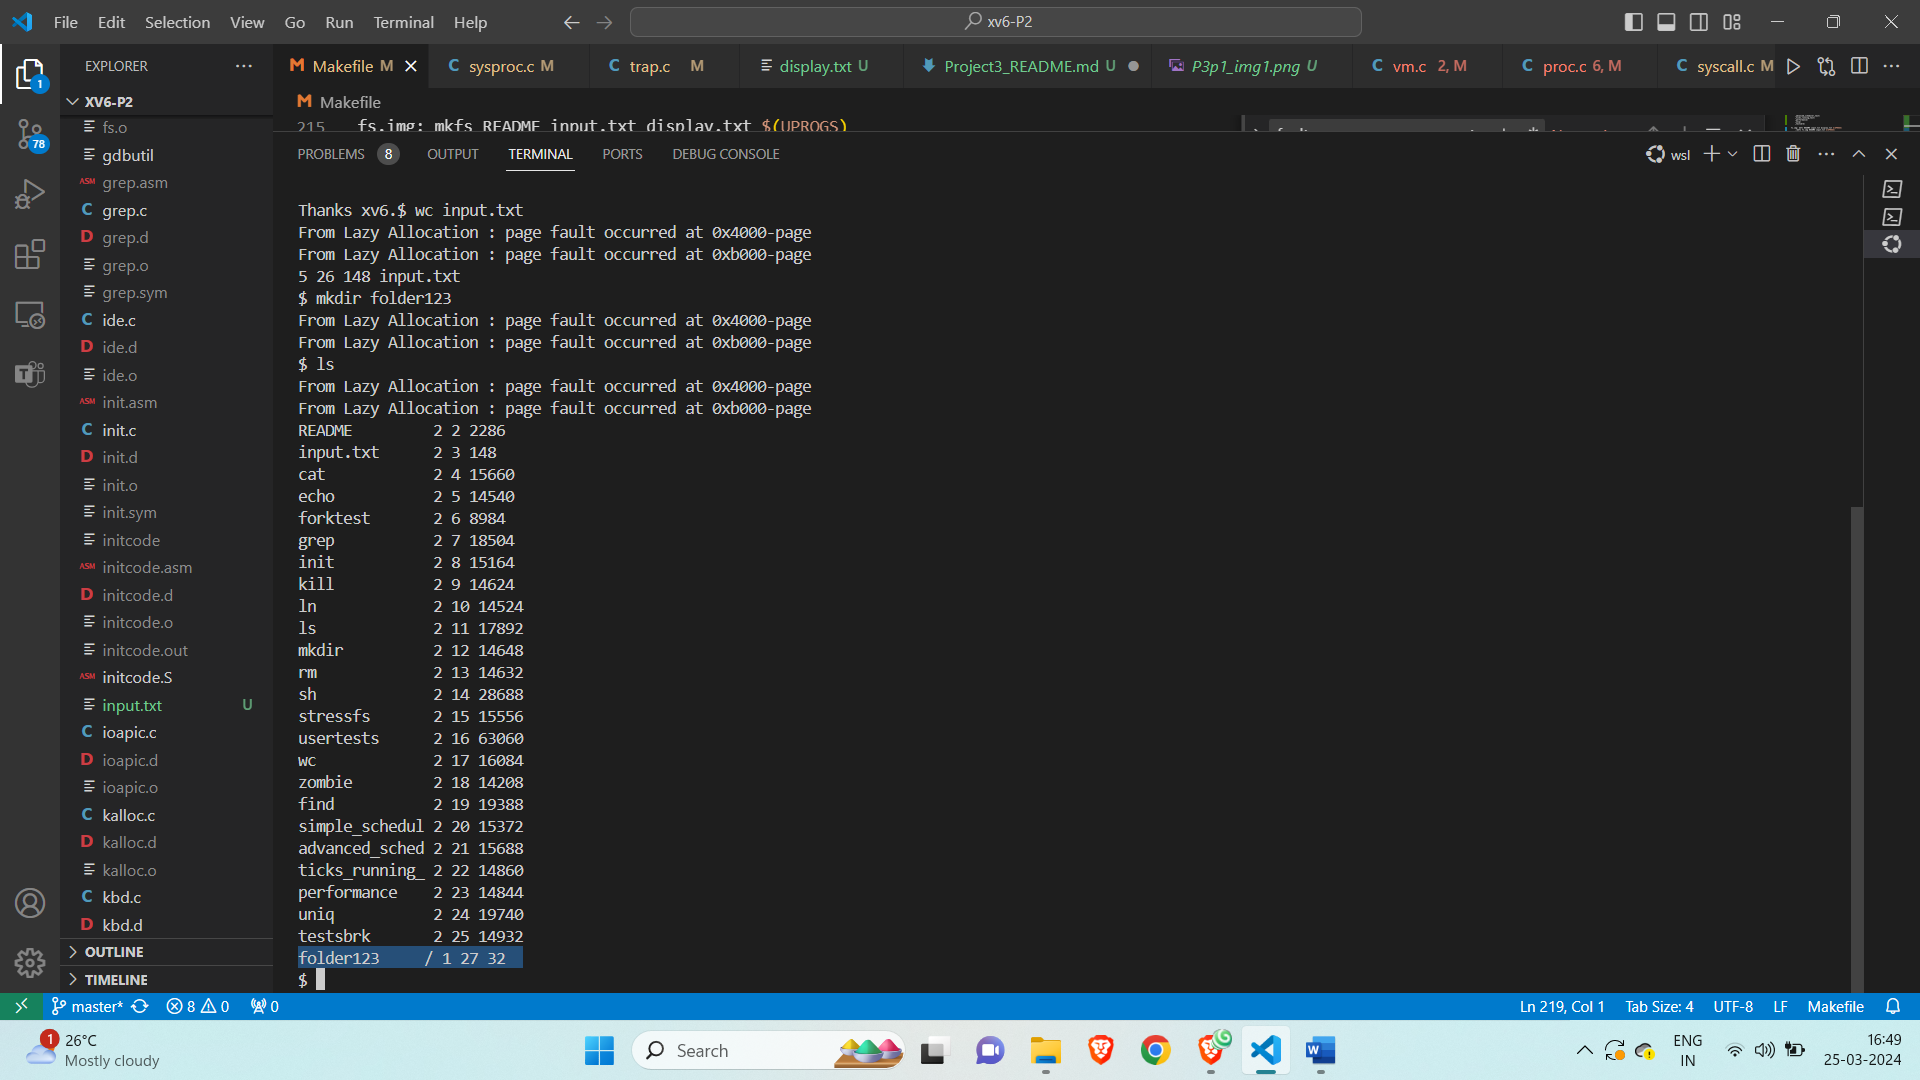 File Edit Selection View Go Run Terminal Help
xv6-P2
EXPLORER
Makefile M
sysproc.c M
trap.c M
display.txt U
Project3_README.md U
P3p1_img1.png U
vm.c 2, M
proc.c 6, M
syscall.c M
1
78
XV6-P2
fs.o
gdbutil
ASM grep.asm
C grep.c
D grep.d
grep.o
grep.sym
C ide.c
D ide.d
ide.o
ASM init.asm
C init.c
D init.d
init.o
init.sym
initcode
ASM initcode.asm
D initcode.d
initcode.o
initcode.out
ASM initcode.S
input.txt U
C ioapic.c
D ioapic.d
ioapic.o
C kalloc.c
D kalloc.d
kalloc.o
C kbd.c
D kbd.d
OUTLINE
TIMELINE
M Makefile
215 fs.img: mkfs README input.txt display.txt $(UPROGS)
PROBLEMS 8 OUTPUT TERMINAL PORTS DEBUG CONSOLE
wsl
Thanks xv6.$ wc input.txt
From Lazy Allocation : page fault occurred at 0x4000-page
From Lazy Allocation : page fault occurred at 0xb000-page
5 26 148 input.txt
$ mkdir folder123
From Lazy Allocation : page fault occurred at 0x4000-page
From Lazy Allocation : page fault occurred at 0xb000-page
$ ls
From Lazy Allocation : page fault occurred at 0x4000-page
From Lazy Allocation : page fault occurred at 0xb000-page
README 2 2 2286
input.txt 2 3 148
cat 2 4 15660
echo 2 5 14540
forktest 2 6 8984
grep 2 7 18504
init 2 8 15164
kill 2 9 14624
ln 2 10 14524
ls 2 11 17892
mkdir 2 12 14648
rm 2 13 14632
sh 2 14 28688
stressfs 2 15 15556
usertests 2 16 63060
wc 2 17 16084
zombie 2 18 14208
find 2 19 19388
simple_schedul 2 20 15372
advanced_sched 2 21 15688
ticks_running_ 2 22 14860
performance 2 23 14844
uniq 2 24 19740
testsbrk 2 25 14932
folder123 / 1 27 32
$
master* 8 0 0
Ln 219, Col 1 Tab Size: 4 UTF-8 LF Makefile
1
26°C
Mostly cloudy
Search
ENG
IN
16:49
25-03-2024